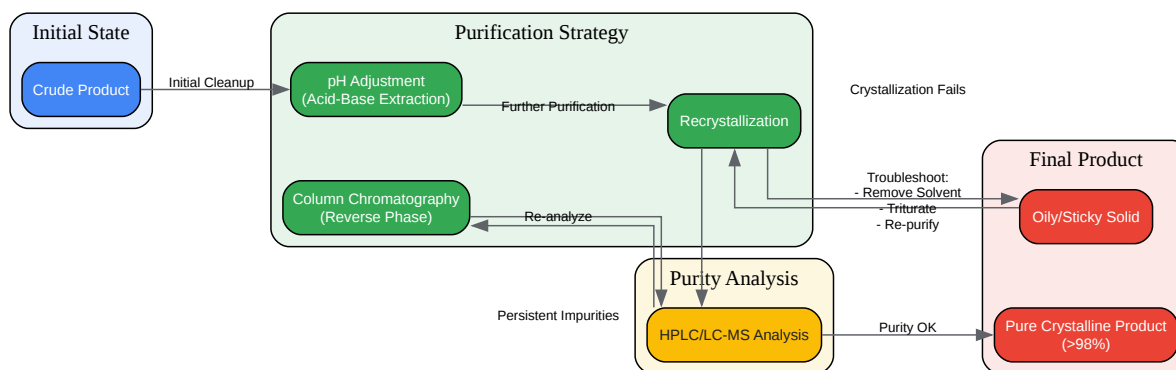 Initial State
Crude Product
Initial Cleanup
Purification Strategy
pH Adjustment
(Acid-Base Extraction)
Further Purification
Recrystallization
Crystallization Fails
Column Chromatography
(Reverse Phase)
Re-analyze
Troubleshoot:
- Remove Solvent
- Triturate
- Re-purify
Final Product
Oily/Sticky Solid
Purity Analysis
Persistent Impurities
HPLC/LC-MS Analysis
Purity OK
Pure Crystalline Product
(>98%)